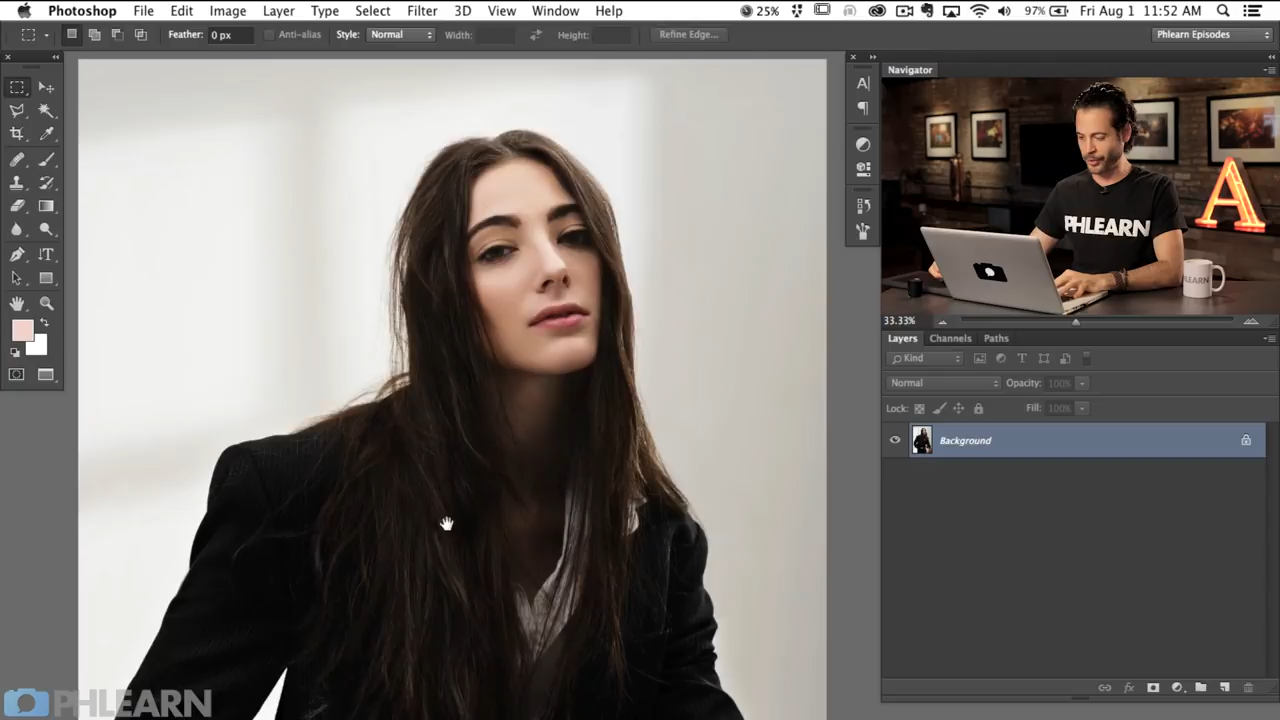 Photoshop File Edit Image Layer Type Select Filter 3D View Window Help 25% 97% Fri Aug 1 11:52 AM
Feather: 0 px Anti-alias Style: Normal Width: Height: Refine Edge... Phlearn Episodes
Navigator
PHLEARN
A
33.33%
Layers Channels Paths
Kind
Normal Opacity: 100%
Lock: Fill: 100%
Background
PHLEARN